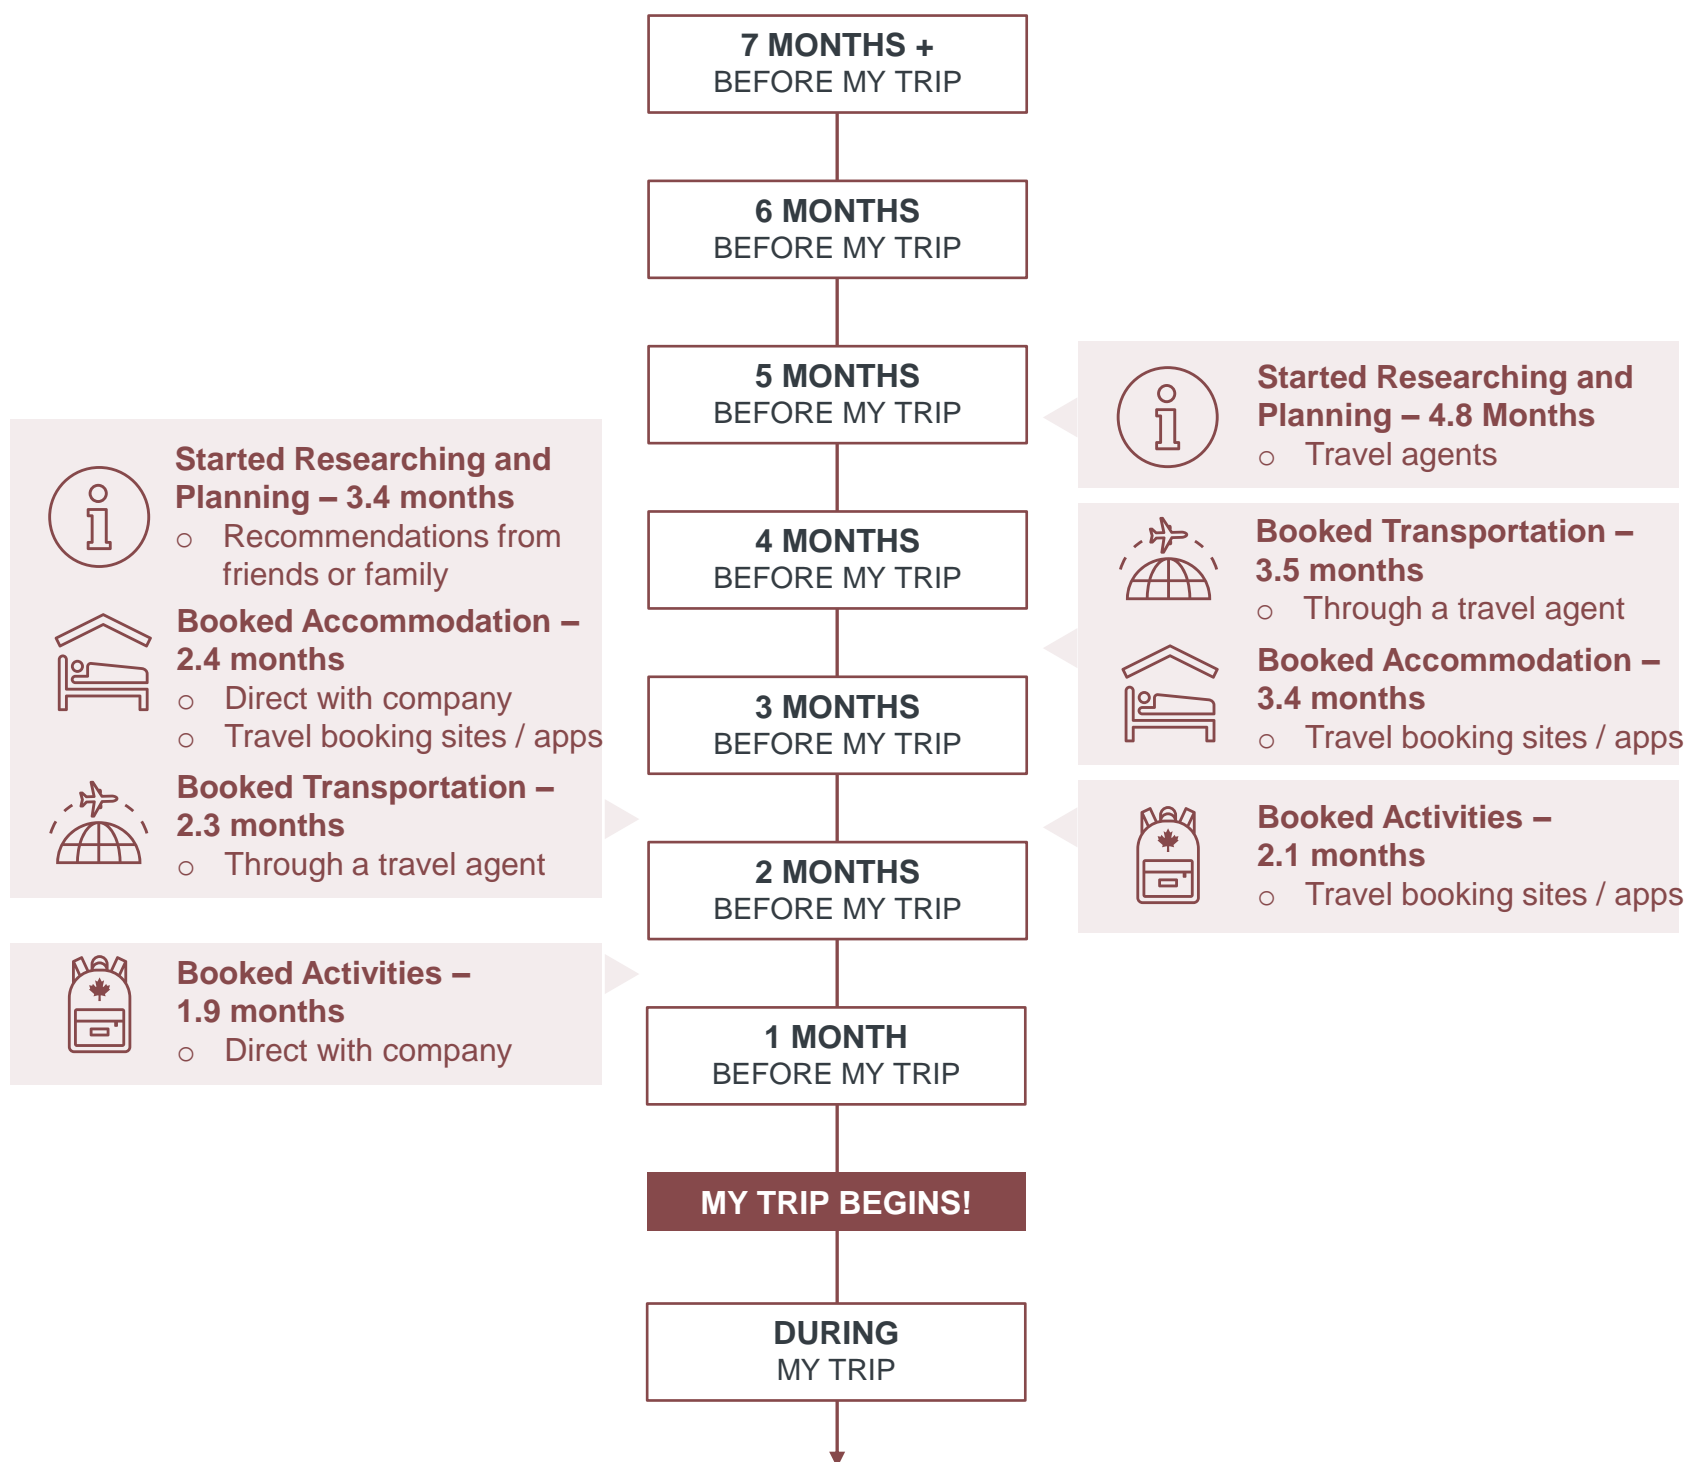 7 MONTHS +
BEFORE MY TRIP
6 MONTHS
BEFORE MY TRIP
5 MONTHS
BEFORE MY TRIP
4 MONTHS
BEFORE MY TRIP
3 MONTHS
BEFORE MY TRIP
2 MONTHS
BEFORE MY TRIP
1 MONTH
BEFORE MY TRIP
MY TRIP BEGINS!
DURING
MY TRIP
Started Researching and
Planning – 3.4 months
o Recommendations from
friends or family
Booked Accommodation –
2.4 months
o Direct with company
o Travel booking sites / apps
Booked Transportation –
2.3 months
o Through a travel agent
Booked Activities –
1.9 months
o Direct with company
Started Researching and
Planning – 4.8 Months
o Travel agents
Booked Transportation –
3.5 months
o Through a travel agent
Booked Accommodation –
3.4 months
o Travel booking sites / apps
Booked Activities –
2.1 months
o Travel booking sites / apps